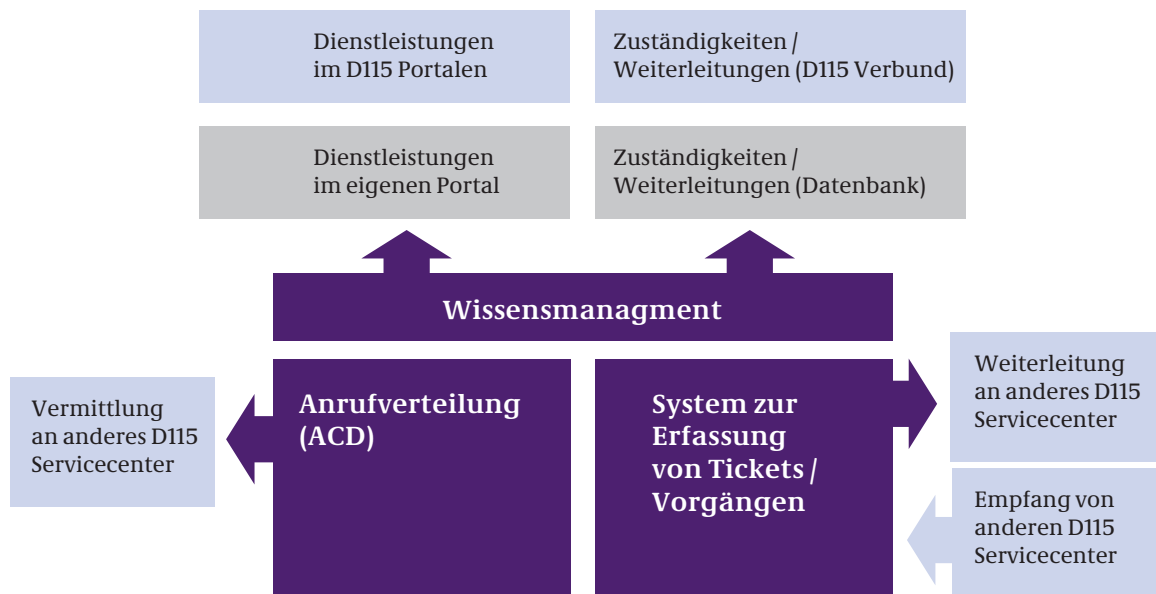 Dienstleistungen
im D115 Portalen
Zuständigkeiten /
Weiterleitungen (D115 Verbund)
Dienstleistungen
im eigenen Portal
Zuständigkeiten /
Weiterleitungen (Datenbank)
Wissensmanagment
Vermittlung
an anderes D115
Servicecenter
Anrufverteilung
(ACD)
System zur
Erfassung
von Tickets /
Vorgängen
Weiterleitung
an anderes D115
Servicecenter
Empfang von
anderen D115
Servicecenter